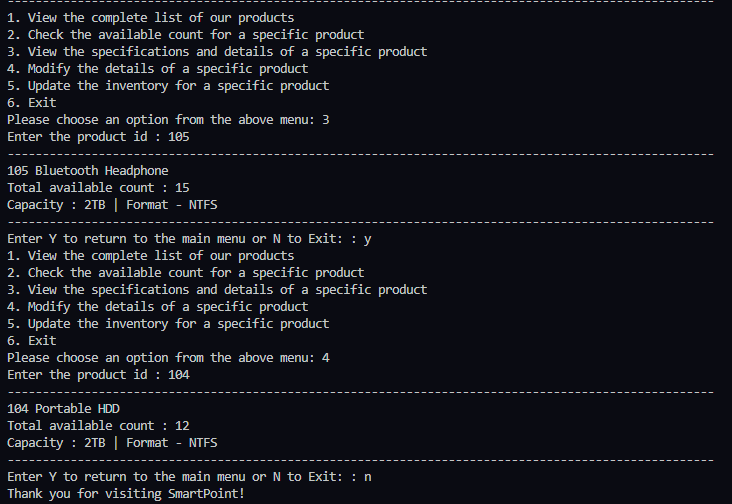 -----------------------------------------------------------------------------------------------------
1. View the complete list of our products
2. Check the available count for a specific product
3. View the specifications and details of a specific product
4. Modify the details of a specific product
5. Update the inventory for a specific product
6. Exit
Please choose an option from the above menu: 3
Enter the product id : 105
-----------------------------------------------------------------------------------------------------
105 Bluetooth Headphone
Total available count : 15
Capacity : 2TB | Format - NTFS
-----------------------------------------------------------------------------------------------------
Enter Y to return to the main menu or N to Exit: : y
1. View the complete list of our products
2. Check the available count for a specific product
3. View the specifications and details of a specific product
4. Modify the details of a specific product
5. Update the inventory for a specific product
6. Exit
Please choose an option from the above menu: 4
Enter the product id : 104
-----------------------------------------------------------------------------------------------------
104 Portable HDD
Total available count : 12
Capacity : 2TB | Format - NTFS
-----------------------------------------------------------------------------------------------------
Enter Y to return to the main menu or N to Exit: : n
Thank you for visiting SmartPoint!